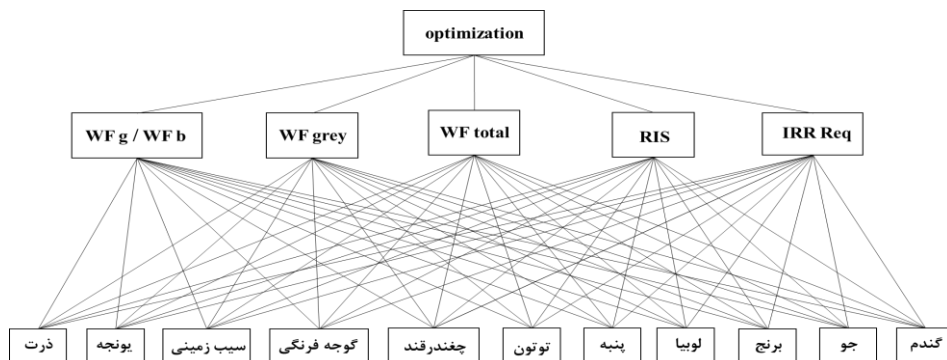 optimization
WF g / WF b
WF grey
WF total
RIS
IRR Req
ذرت
یونجه
سیب زمینی
گوجه فرنگی
چغندرقند
توتون
پنبه
لوبیا
برنج
جو
گندم